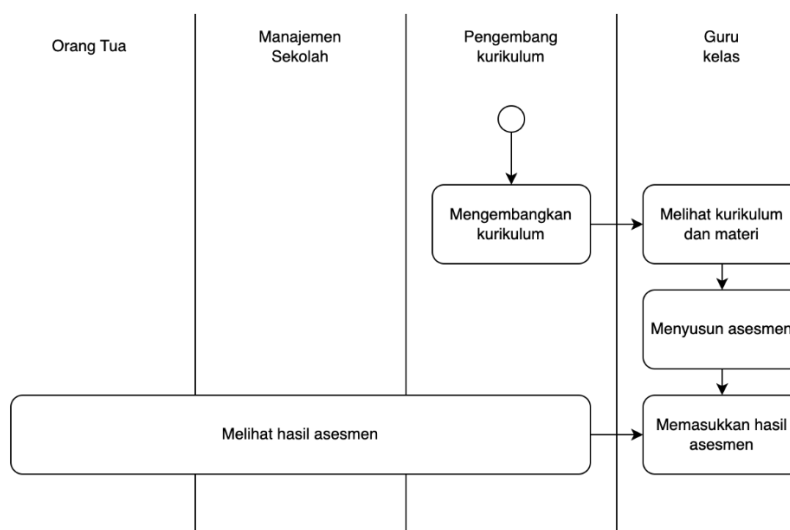 Orang Tua
Manajemen
Sekolah
Pengembang
kurikulum
Guru
kelas
Mengembangkan
kurikulum
Melihat kurikulum
dan materi
Menyusun asesmen
Melihat hasil asesmen
Memasukkan hasil
asesmen